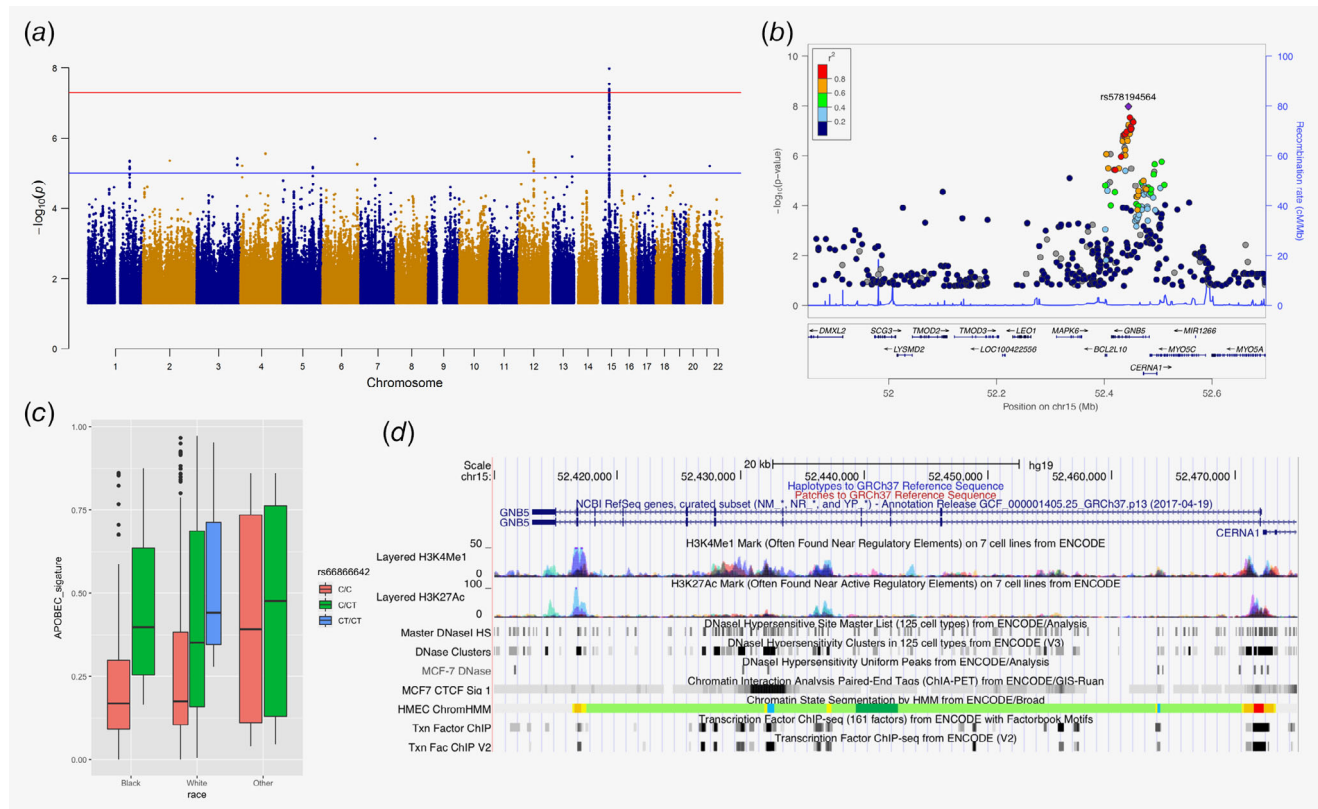 (a)
8
6
4
2
0
−log10(p)
1
2
3
4
5
6
7
8
9
10
11
12
13
15
16
17
18
20
22
Chromosome
(b)
10
8
6
4
2
0
−log10(p-value)
r2
0.8
0.6
0.4
0.2
rs578194564
100
80
60
40
20
0
Recombination rate (cM/Mb)
DMXL2
SCG3
TMOD2
TMOD3
LEO1
MAPK6
GNB5
MIR1266
LYSMD2
LOC100422556
BCL2L10
MYO5C
MYO5A
CERNA1
52
52.2
52.4
52.6
Position on chr15 (Mb)
(c)
1.00
0.75
0.50
0.25
0.00
APOBEC_sigature
Black
White
Other
race
rs66866642
C/C
C/CT
CT/CT
(d)
Scale
20 kb
hg19
chr15:
52,420,000
52,430,000
52,440,000
52,450,000
52,460,000
52,470,000
Haplotypes to GRCh37 Reference Sequence
Patches to GRCh37 Reference Sequence
NCBI RefSeq genes, curated subset (NM_*, NR_*, and YP_*) - Annotation Release GCF_000001405.25_GRCh37.p13 (2017-04-19)
GNB5
GNB5
CERNA1
H3K4Me1 Mark (Often Found Near Regulatory Elements) on 7 cell lines from ENCODE
50
Layered H3K4Me1
0
H3K27Ac Mark (Often Found Near Active Regulatory Elements) on 7 cell lines from ENCODE
100
Layered H3K27Ac
0
DNaseI Hypersensitive Site Master List (125 cell types) from ENCODE/Analysis
Master DNaseI HS
DNaseI Hypersensitivity Clusters in 125 cell types from ENCODE (V3)
DNase Clusters
DNaseI Hypersensitivity Uniform Peaks from ENCODE/Analysis
MCF-7 DNase
Chromatin Interaction Analysis Paired-End Tags (ChIA-PET) from ENCODE/GIS-Ruan
MCF7 CTCF Sig 1
Chromatin State Segmentation by HMM from ENCODE/Broad
HMEC ChromHMM
Transcription Factor ChIP-seq (161 factors) from ENCODE with Factorbook Motifs
Txn Factor ChIP
Transcription Factor ChIP-seq from ENCODE (V2)
Txn Fac ChIP V2